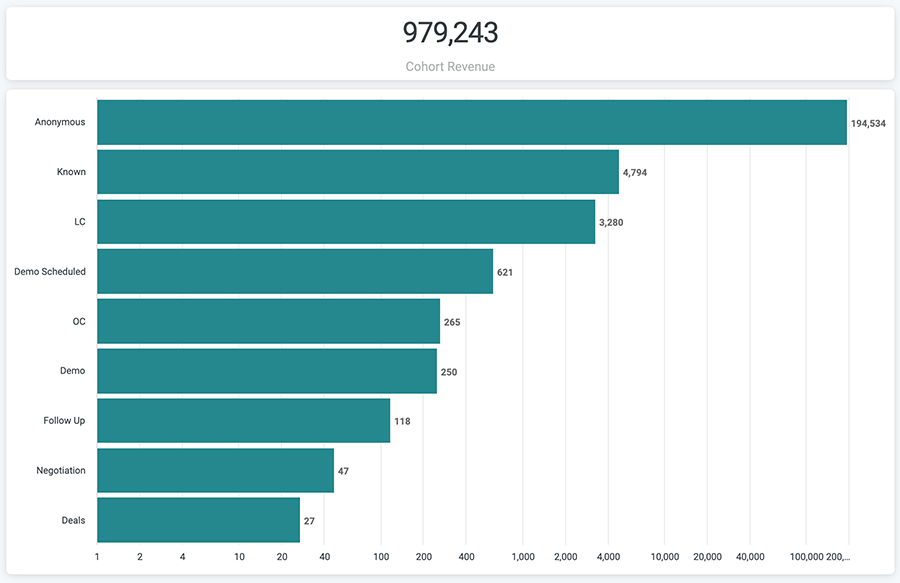 979,243
Cohort Revenue
Anonymous 194,534
Known 4,794
LC 3,280
Demo Scheduled 621
OC 265
Demo 250
Follow Up 118
Negotiation 47
Deals 27
1 2 4 10 20 40 100 200 400 1,000 2,000 4,000 10,000 20,000 40,000 100,000 200,...